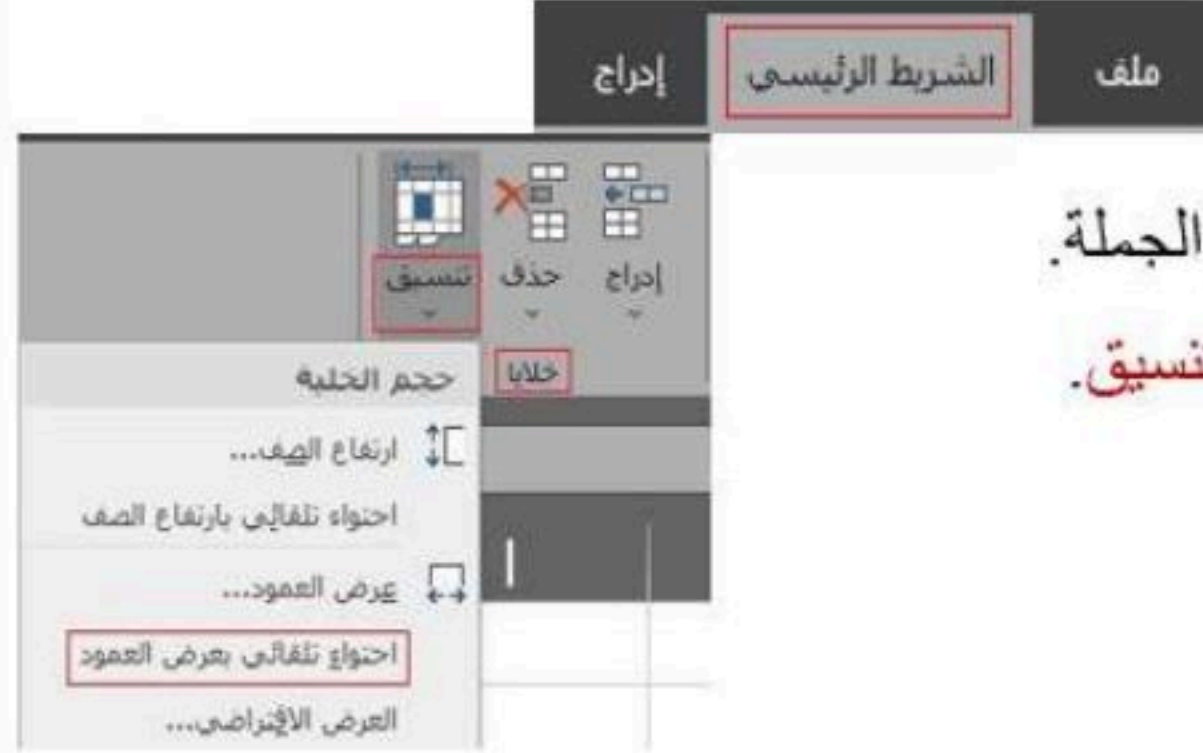 ملف الشريط الرئيسي إدراج
الجملة.
نسيق.
إدراج حذف تنسيق
خلايا
حجم الخلية
ارتفاع الصف...
احتواء تلقائي بارتفاع الصف
عرض العمود...
احتواء تلقائي بعرض العمود
العرض الافتراضي...